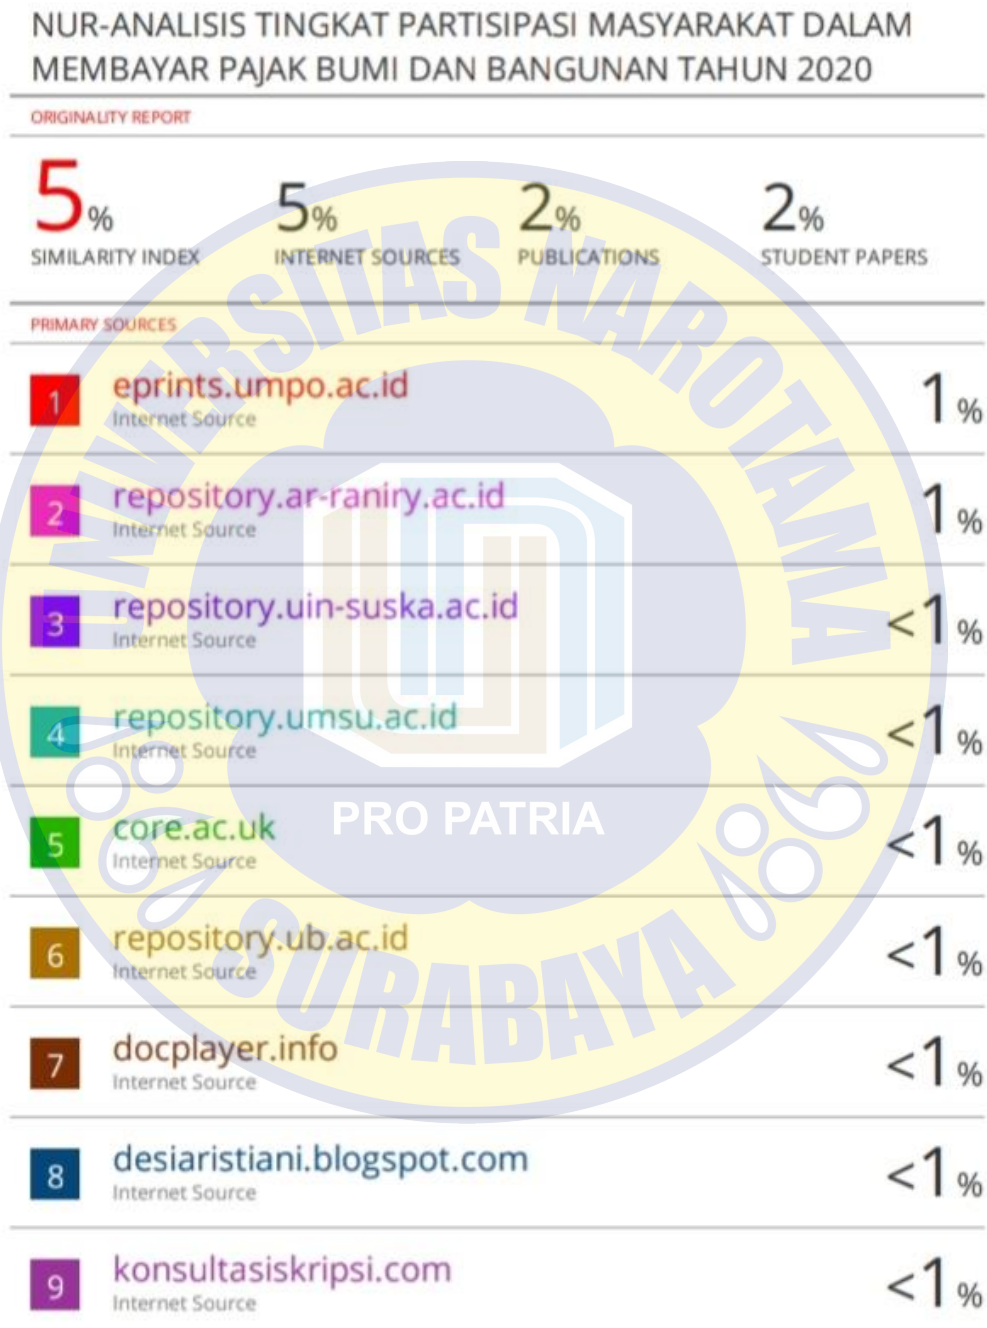 NUR-ANALISIS TINGKAT PARTISIPASI MASYARAKAT DALAM
MEMBAYAR PAJAK BUMI DAN BANGUNAN TAHUN 2020
ORIGINALITY REPORT
5% 5% 2% 2%
SIMILARITY INDEX INTERNET SOURCES PUBLICATIONS STUDENT PAPERS
PRIMARY SOURCES
1 eprints.umpo.ac.id 1%
Internet Source
2 repository.ar-raniry.ac.id 1%
Internet Source
3 repository.uin-suska.ac.id <1%
Internet Source
4 repository.umsu.ac.id <1%
Internet Source
5 core.ac.uk <1%
Internet Source
6 repository.ub.ac.id <1%
Internet Source
7 docplayer.info <1%
Internet Source
8 desiaristiani.blogspot.com <1%
Internet Source
9 konsultasiskripsi.com <1%
Internet Source
UNIVERSITAS NAROTAMA
PRO PATRIA
SURABAYA